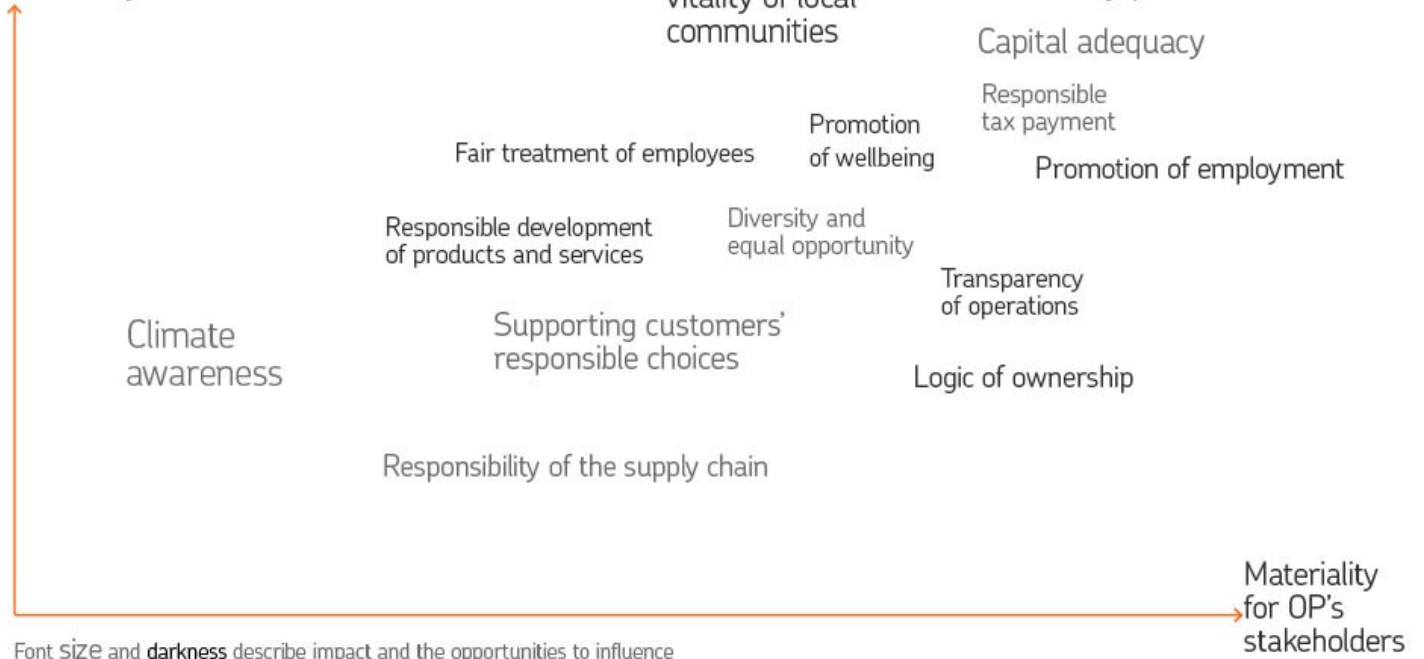 vitality of local
communities
Capital adequacy
Responsible
tax payment
Promotion
of wellbeing
Fair treatment of employees
Promotion of employment
Responsible development
of products and services
Diversity and
equal opportunity
Transparency
of operations
Climate
awareness
Supporting customers'
responsible choices
Logic of ownership
Responsibility of the supply chain
Materiality
for OP's
stakeholders
Font size and darkness describe impact and the opportunities to influence